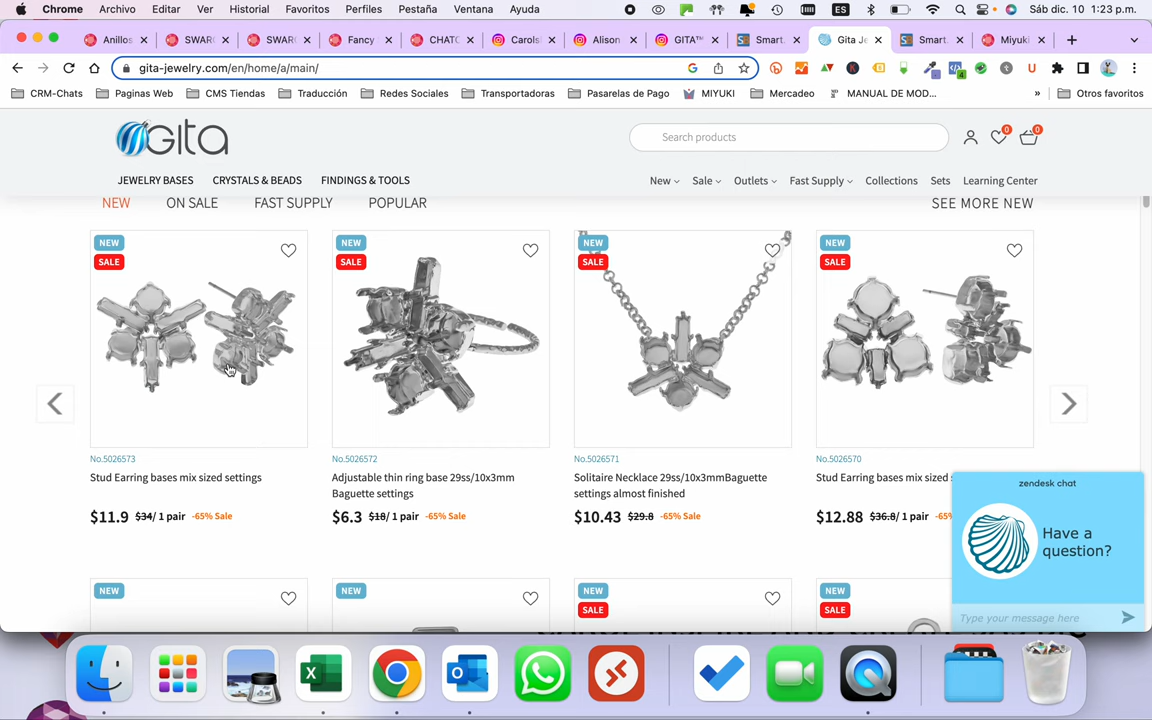 Chrome Archivo Editar Ver Historial Favoritos Perfiles Pestaña Ventana Ayuda ES Sáb dic. 10 1:23 p.m.
Anillos SWAR SWAR Fancy CHATO Carols Alison GITA™ Smart. Gita Je Smart. Miyuki
gita-jewelry.com/en/home/a/main/
CRM-Chats Paginas Web CMS Tiendas Traducción Redes Sociales Transportadoras Pasarelas de Pago MIYUKI Mercadeo MANUAL DE MOD... » Otros favoritos
Gita
Search products
0 0
JEWELRY BASES CRYSTALS & BEADS FINDINGS & TOOLS New Sale Outlets Fast Supply Collections Sets Learning Center
NEW ON SALE FAST SUPPLY POPULAR SEE MORE NEW
NEW NEW NEW NEW
SALE SALE SALE SALE
No.5026573 No.5026572 No.5026571 No.5026570
Stud Earring bases mix sized settings Adjustable thin ring base 29ss/10x3mm Solitaire Necklace 29ss/10x3mmBaguette Stud Earring bases mix sized s
Baguette settings settings almost finished
$11.9 $34/ 1 pair -65% Sale $6.3 $18/ 1 pair -65% Sale $10.43 $29.8 -65% Sale $12.88 $36.8/ 1 pair -65%
zendesk chat
Have a
question?
Type your message here
NEW NEW NEW NEW
SALE SALE